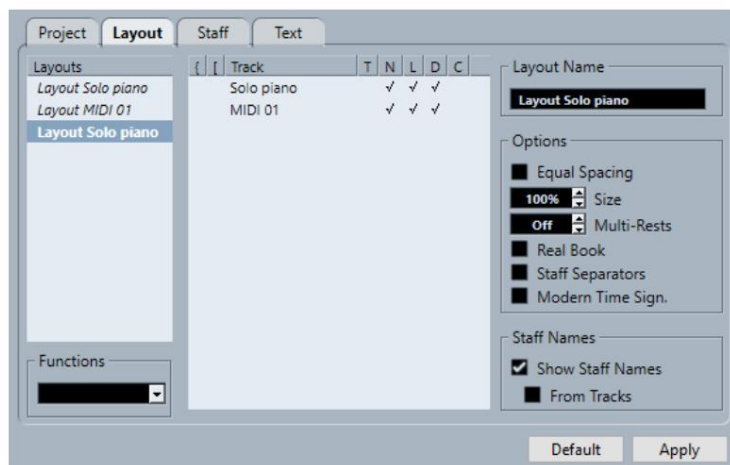 Project Layout Staff Text
Layouts
Layout Solo piano
Layout MIDI 01
Layout Solo piano
{ [ Track T N L D C
Solo piano √ √ √
MIDI 01 √ √ √
Layout Name
Layout Solo piano
Options
Equal Spacing
100% Size
Off Multi-Rests
Real Book
Staff Separators
Modern Time Sign.
Functions
Staff Names
Show Staff Names
From Tracks
Default Apply